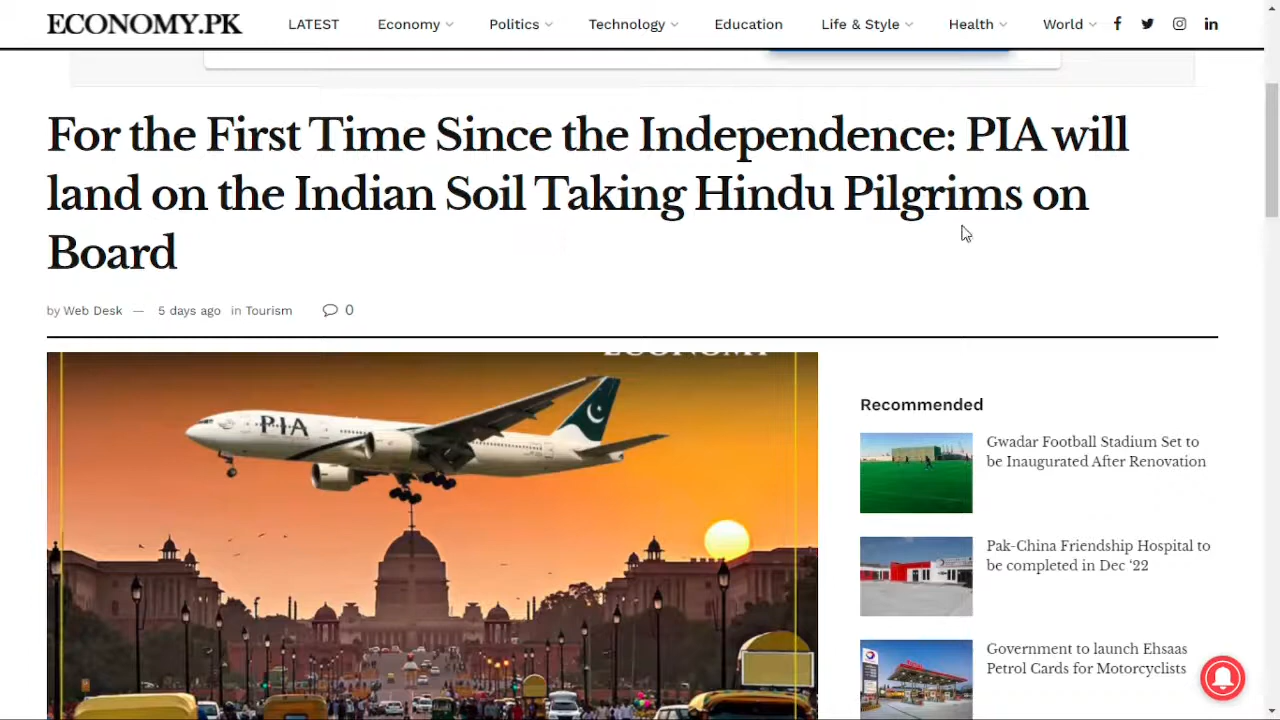 ECONOMY.PK
LATEST
Economy
Politics
Technology
Education
Life & Style
Health
World
For the First Time Since the Independence: PIA will
land on the Indian Soil Taking Hindu Pilgrims on
Board
by Web Desk — 5 days ago in Tourism 0
ECONOMY
PIA
Recommended
Gwadar Football Stadium Set to
be Inaugurated After Renovation
Pak-China Friendship Hospital to
be completed in Dec ‘22
Government to launch Ehsaas
Petrol Cards for Motorcyclists